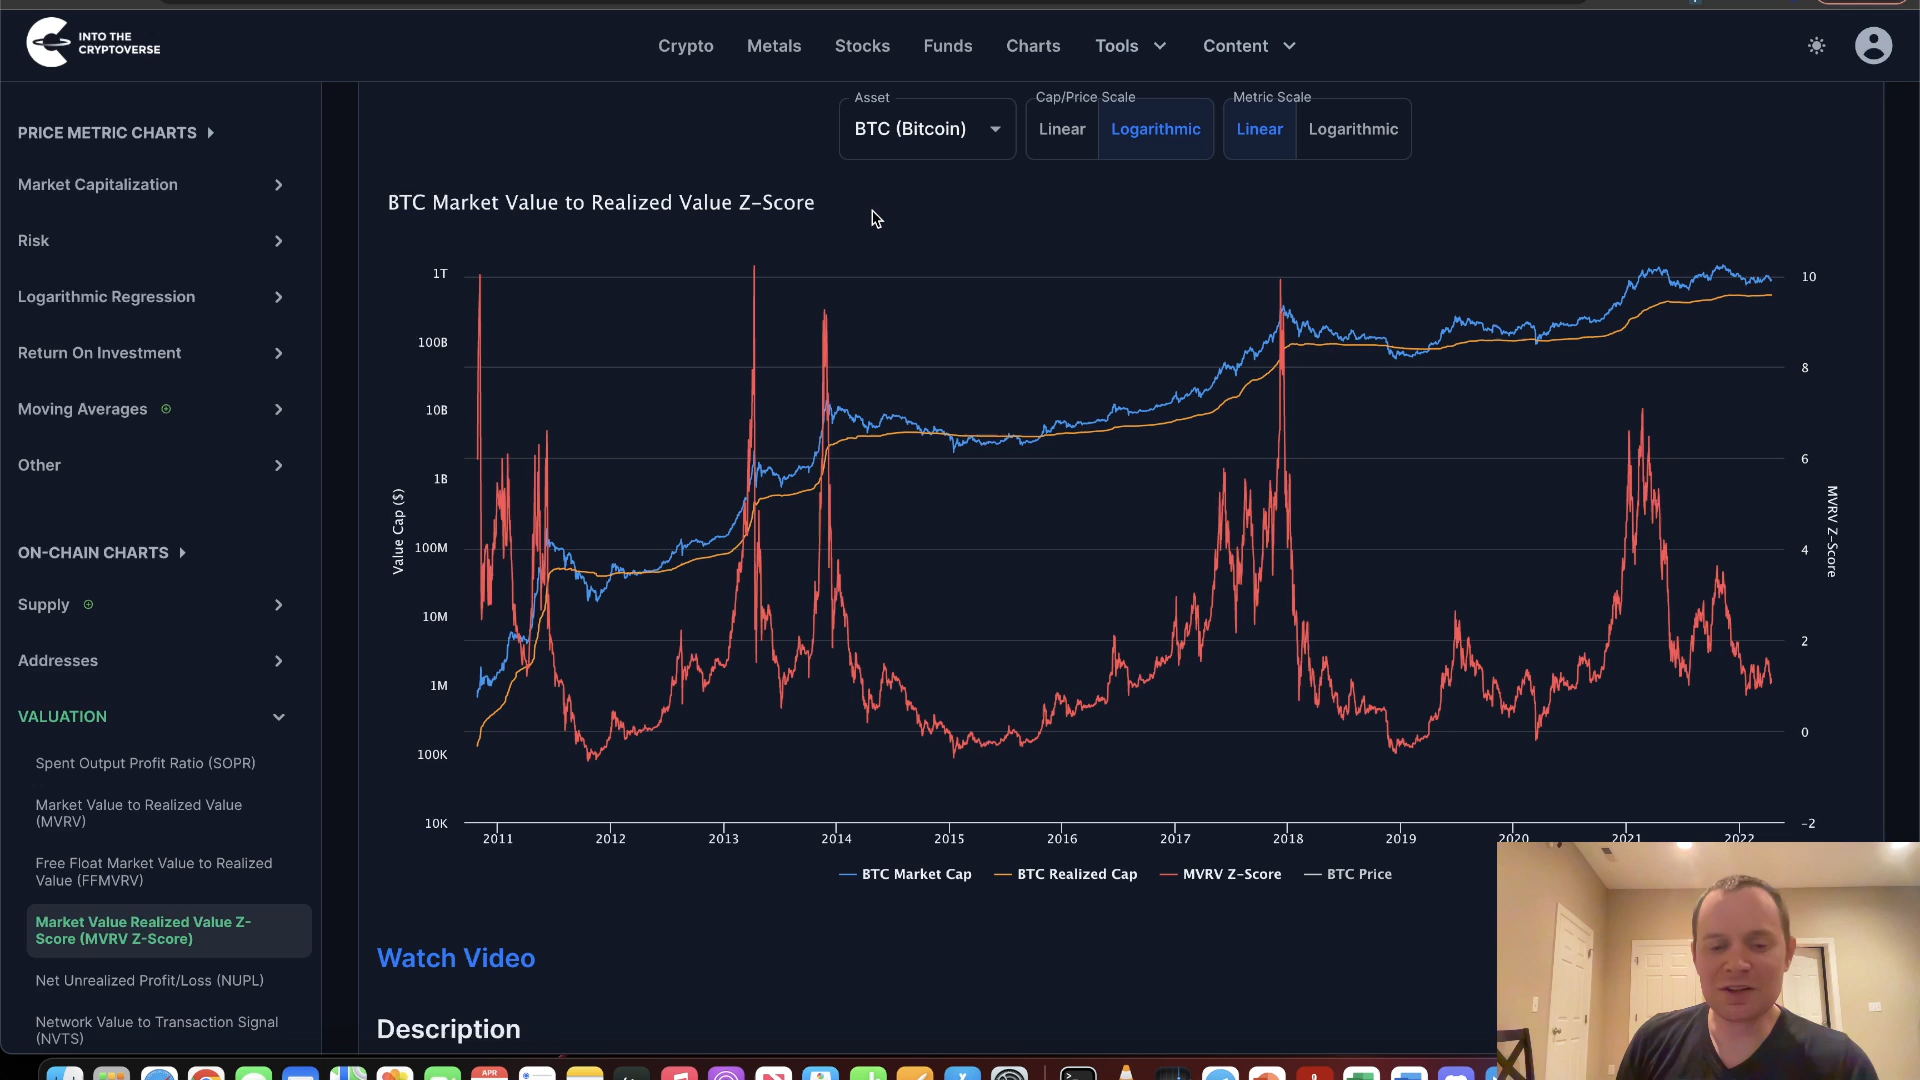 INTO THE
CRYPTOVERSE
Crypto Metals Stocks Funds Charts Tools Content
PRICE METRIC CHARTS
Market Capitalization
Risk
Logarithmic Regression
Return On Investment
Moving Averages
Other
ON-CHAIN CHARTS
Supply
Addresses
VALUATION
Spent Output Profit Ratio (SOPR)
Market Value to Realized Value
(MVRV)
Free Float Market Value to Realized
Value (FFMVRV)
Market Value Realized Value Z-
Score (MVRV Z-Score)
Net Unrealized Profit/Loss (NUPL)
Network Value to Transaction Signal
(NVTS)
Asset
BTC (Bitcoin)
Cap/Price Scale
Linear Logarithmic
Metric Scale
Linear Logarithmic
BTC Market Value to Realized Value Z-Score
Value Cap ($)
1T
100B
10B
1B
100M
10M
1M
100K
10K
10
8
6
4
2
0
-2
MVRV Z-Score
2011 2012 2013 2014 2015 2016 2017 2018 2019 2020 2021 2022
BTC Market Cap BTC Realized Cap MVRV Z-Score BTC Price
Watch Video
Description
APR